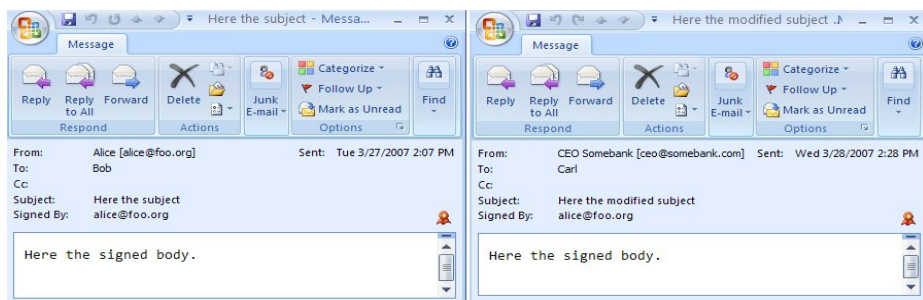 Here the subject - Messa...
Message
Reply
Reply to All
Forward
Delete
Junk E-mail
Categorize
Follow Up
Mark as Unread
Find
Respond
Actions
Options
From: Alice [alice@foo.org] Sent: Tue 3/27/2007 2:07 PM
To: Bob
Cc:
Subject: Here the subject
Signed By: alice@foo.org
Here the signed body.
Here the modified subject .
Message
Reply
Reply to All
Forward
Delete
Junk E-mail
Categorize
Follow Up
Mark as Unread
Find
Respond
Actions
Options
From: CEO Somebank [ceo@somebank.com] Sent: Wed 3/28/2007 2:28 PM
To: Carl
Cc:
Subject: Here the modified subject
Signed By: alice@foo.org
Here the signed body.